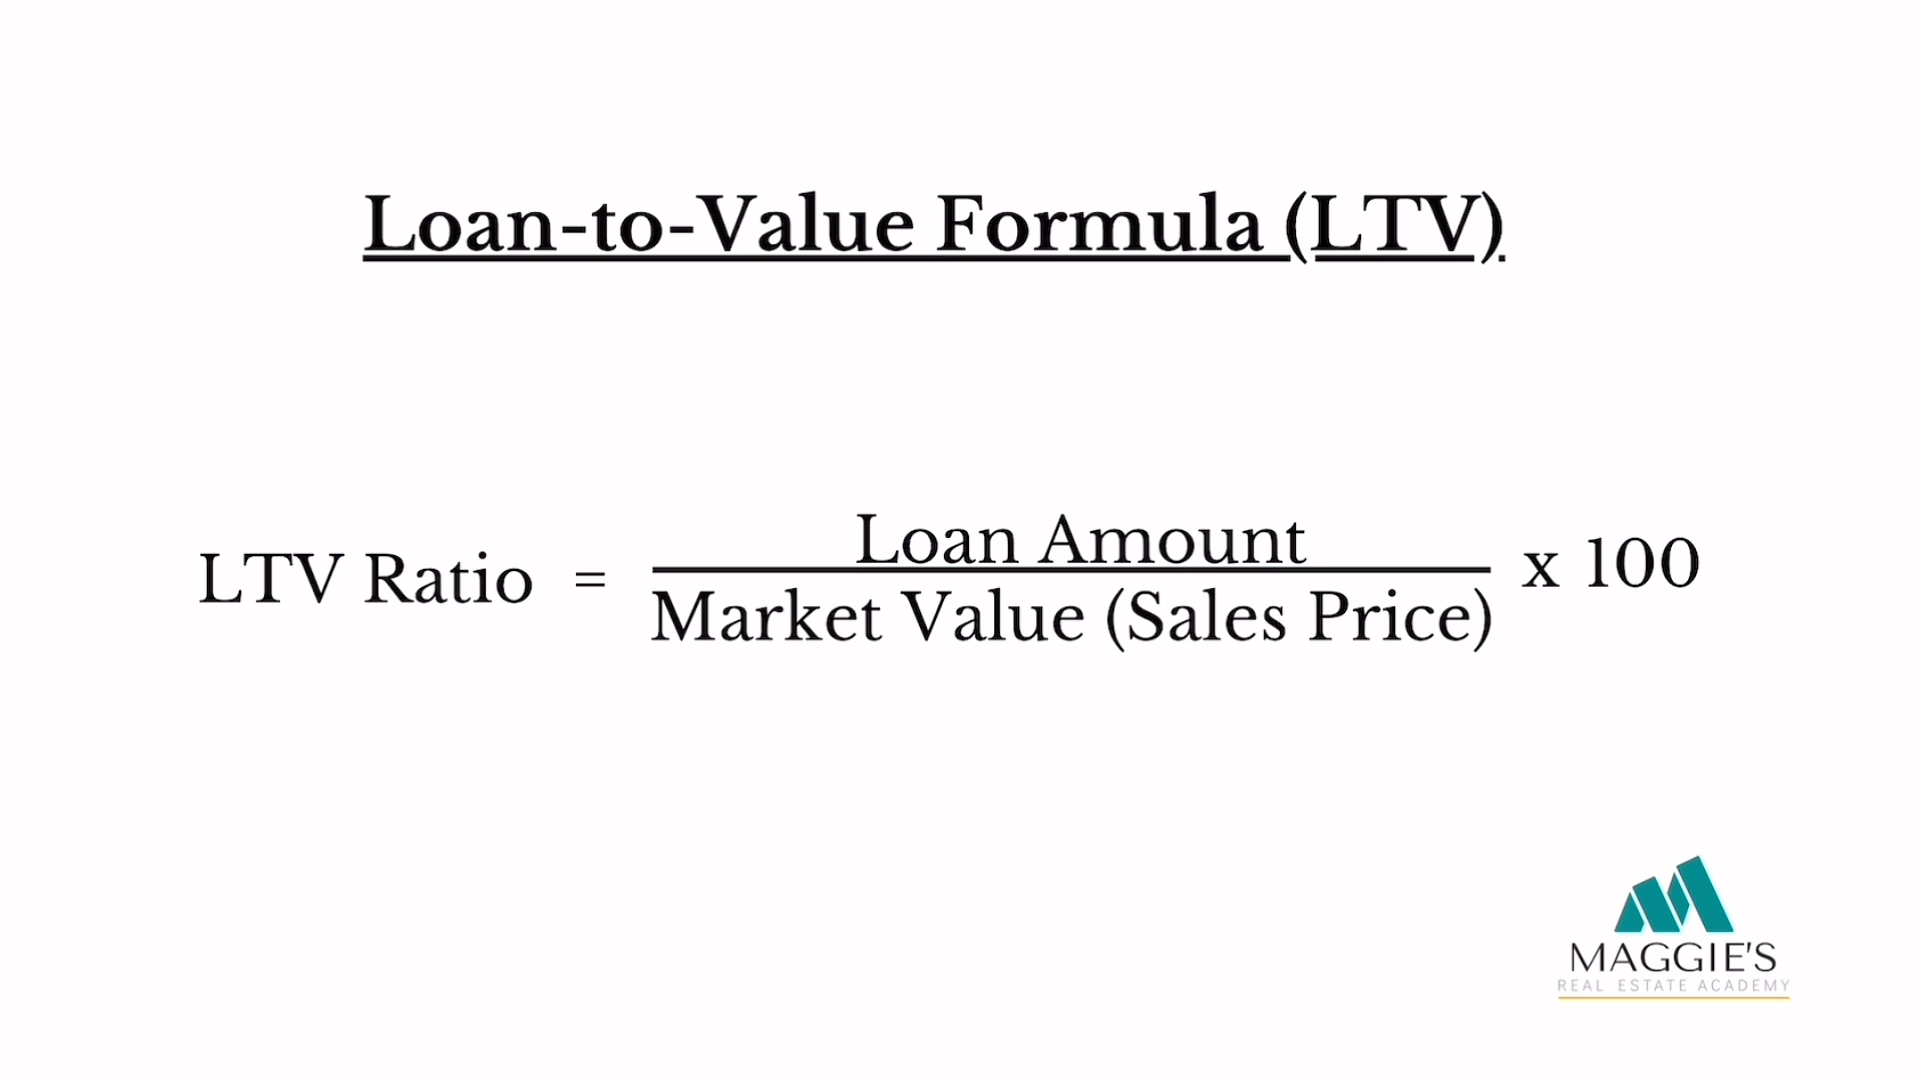 Loan-to-Value Formula (LTV).
LTV Ratio = Loan Amount x 100
Market Value (Sales Price)
MAGGIE'S
REAL ESTATE ACADEMY